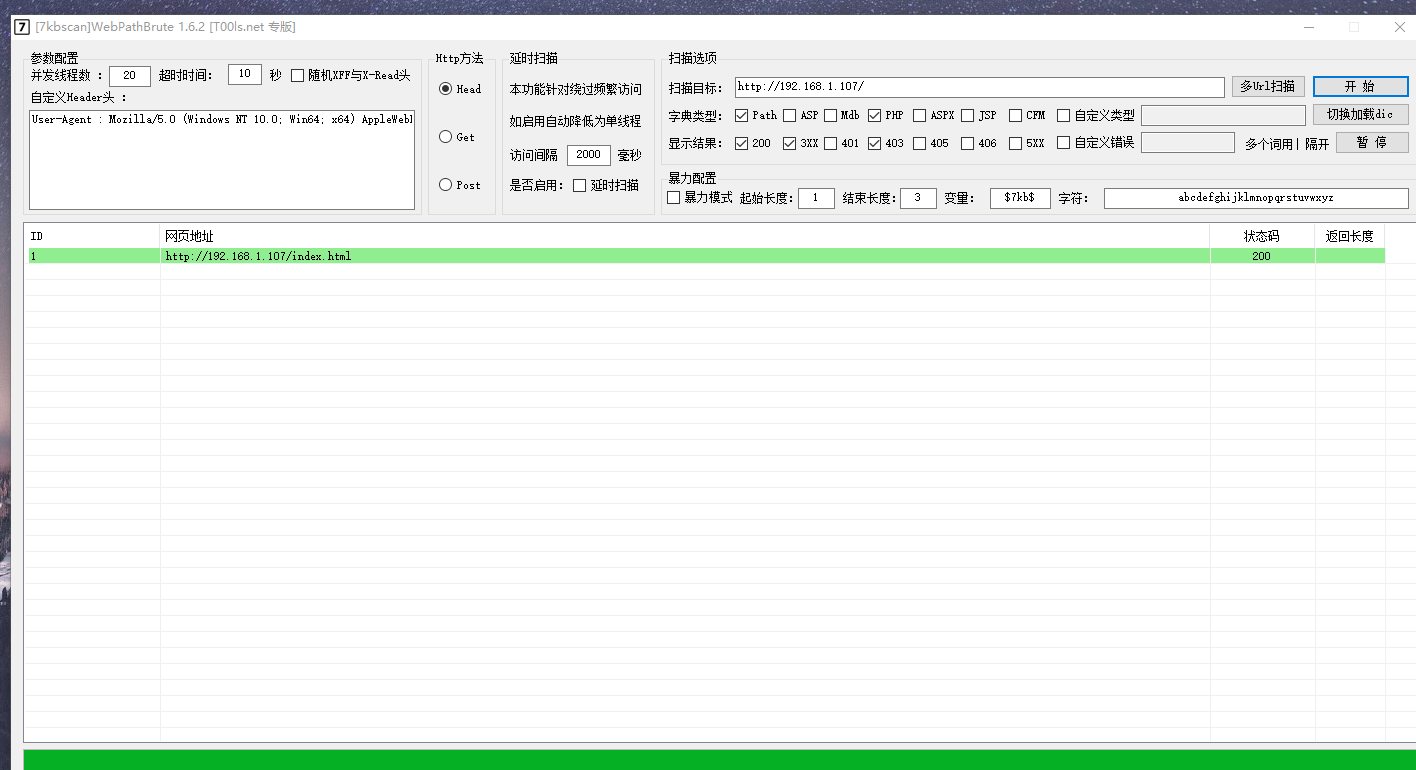 7 [7kbscan]WebPathBrute 1.6.2 [T00ls.net 专版]
参数配置
并发线程数 : 20 超时时间: 10 秒 随机XFF与X-Read头
自定义Header头 :
User-Agent : Mozilla/5.0 (Windows NT 10.0; Win64; x64) AppleWebK
Http方法
Head
Get
Post
延时扫描
本功能针对绕过频繁访问
如启用自动降低为单线程
访问间隔 2000 毫秒
是否启用: 延时扫描
扫描选项
扫描目标: http://192.168.1.107/ 多Url扫描 开 始
字典类型: Path ASP Mdb PHP ASPX JSP CFM 自定义类型 切换加载dic
显示结果: 200 3XX 401 403 405 406 5XX 自定义错误 多个词用| 隔开 暂 停
暴力配置
暴力模式 起始长度: 1 结束长度: 3 变量: $7kb$ 字符: abcdefghijklmnopqrstuvwxyz
ID 网页地址 状态码 返回长度
1 http://192.168.1.107/index.html 200